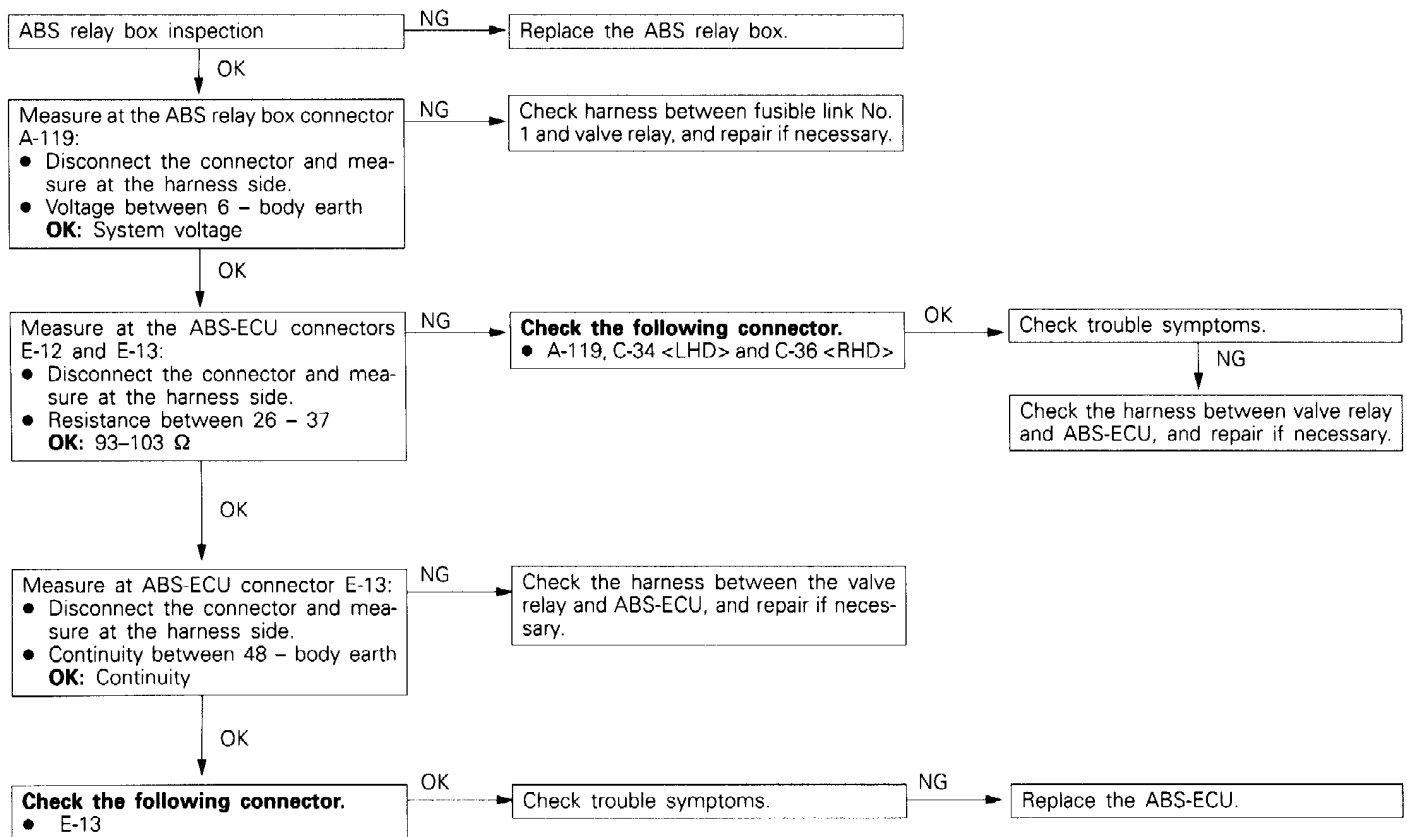 ABS relay box inspection
NG
Replace the ABS relay box.
OK
Measure at the ABS relay box connector
A-119:
● Disconnect the connector and mea-
sure at the harness side.
● Voltage between 6 – body earth
OK: System voltage
NG
Check harness between fusible link No.
1 and valve relay, and repair if necessary.
OK
Measure at the ABS-ECU connectors
E-12 and E-13:
● Disconnect the connector and mea-
sure at the harness side.
● Resistance between 26 – 37
OK: 93–103 Ω
NG
Check the following connector.
● A-119, C-34 <LHD> and C-36 <RHD>
OK
Check trouble symptoms.
NG
Check the harness between valve relay
and ABS-ECU, and repair if necessary.
OK
Measure at ABS-ECU connector E-13:
● Disconnect the connector and mea-
sure at the harness side.
● Continuity between 48 – body earth
OK: Continuity
NG
Check the harness between the valve
relay and ABS-ECU, and repair if neces-
sary.
OK
Check the following connector.
● E-13
OK
Check trouble symptoms.
NG
Replace the ABS-ECU.